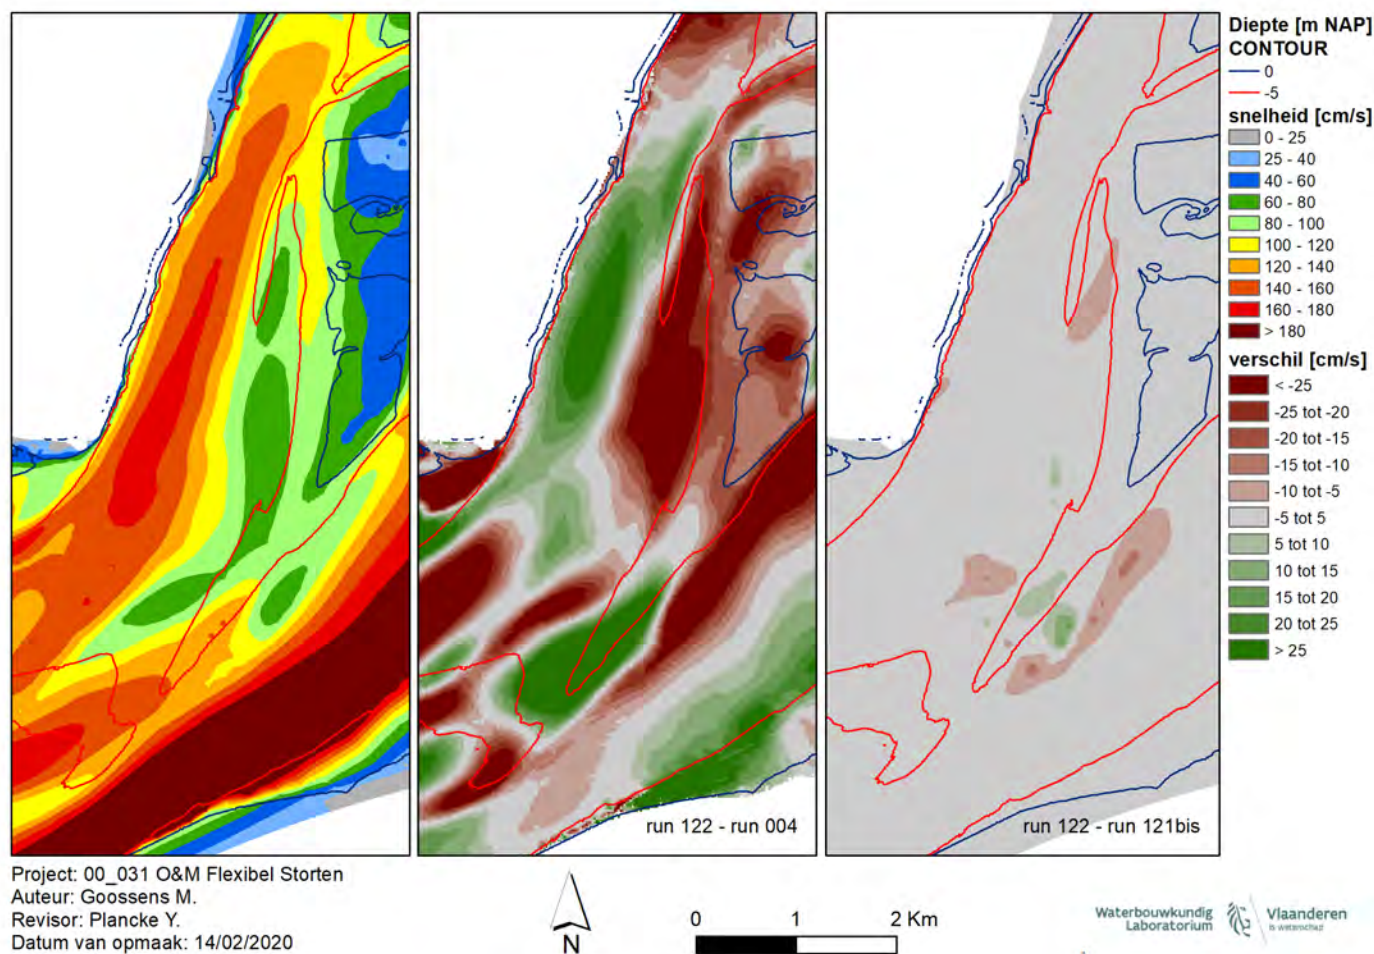 Diepte [m NAP]
CONTOUR
0
-5
snelheid [cm/s]
0 - 25
25 - 40
40 - 60
60 - 80
80 - 100
100 - 120
120 - 140
140 - 160
160 - 180
> 180
verschil [cm/s]
< -25
-25 tot -20
-20 tot -15
-15 tot -10
-10 tot -5
-5 tot 5
5 tot 10
10 tot 15
15 tot 20
20 tot 25
> 25
run 122 - run 004
run 122 - run 121bis
Project: 00_031 O&M Flexibel Storten
Auteur: Goossens M.
Revisor: Plancke Y.
Datum van opmaak: 14/02/2020
N
0 1 2 Km
Waterbouwkundig
Laboratorium
Vlaanderen
is wetenschap